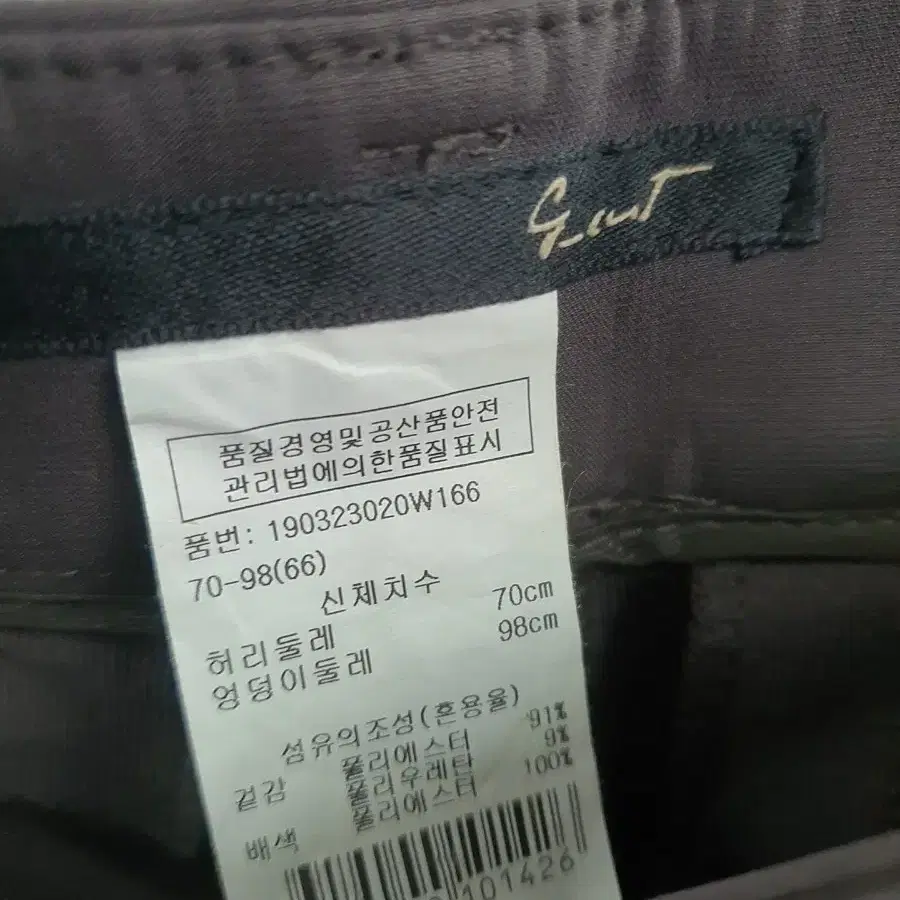 품질경영및공산품안전
관리법에의한품질표시
품번: 190323020W166
70-98(66)
신체치수
허리둘레 70cm
엉덩이둘레 98cm
섬유의조성(혼용율)
겉감 폴리에스터 91%
폴리우레탄 9%
배색 폴리에스터 100%
101426